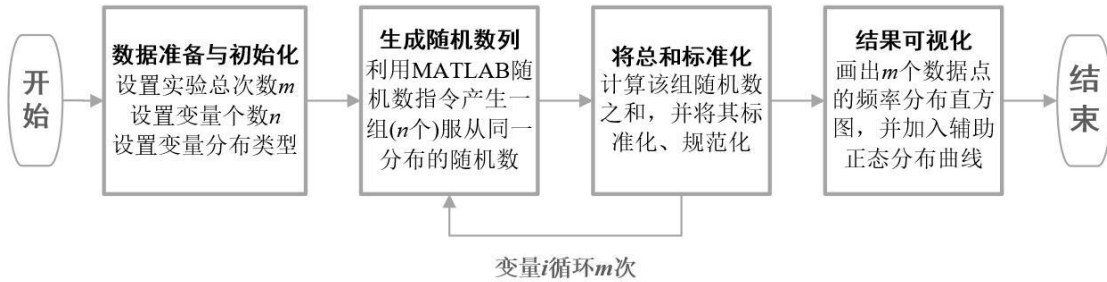 开
始
数据准备与初始化
设置实验总次数m
设置变量个数n
设置变量分布类型
生成随机数列
利用MATLAB随
机数指令产生一
组(n个)服从同一
分布的随机数
将总和标准化
计算该组随机数
之和，并将其标
准化、规范化
结果可视化
画出m个数据点
的频率分布直方
图，并加入辅助
正态分布曲线
结
束
变量i循环m次